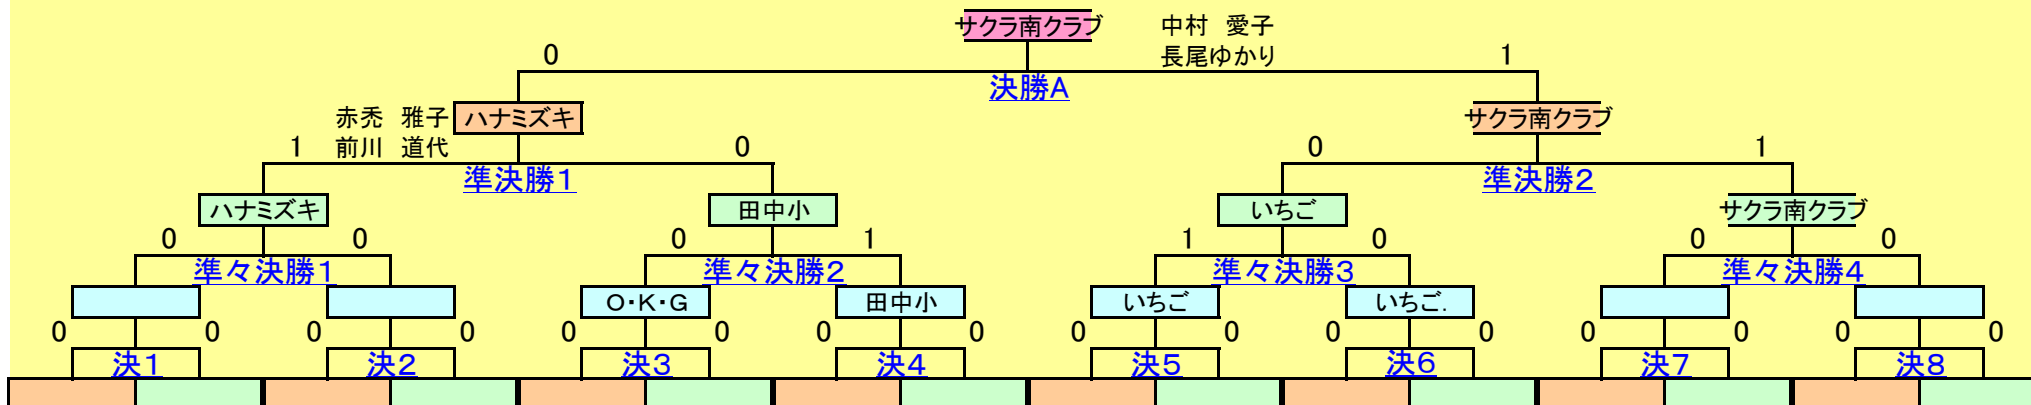 サクラ南クラブ 中村 愛子
0 長尾ゆかり 1
決勝A
赤禿 雅子 ハナミズキ サクラ南クラブ
1 前川 道代 0 0 1
準決勝1 準決勝2
ハナミズキ 田中小 いちご サクラ南クラブ
0 0 0 1 1 0 0 0
準々決勝1 準々決勝2 準々決勝3 準々決勝4
O・K・G 田中小 いちご いちご.
0 0 0 0 0 0 0 0 0 0 0 0 0 0 0 0
決1 決2 決3 決4 決5 決6 決7 決8